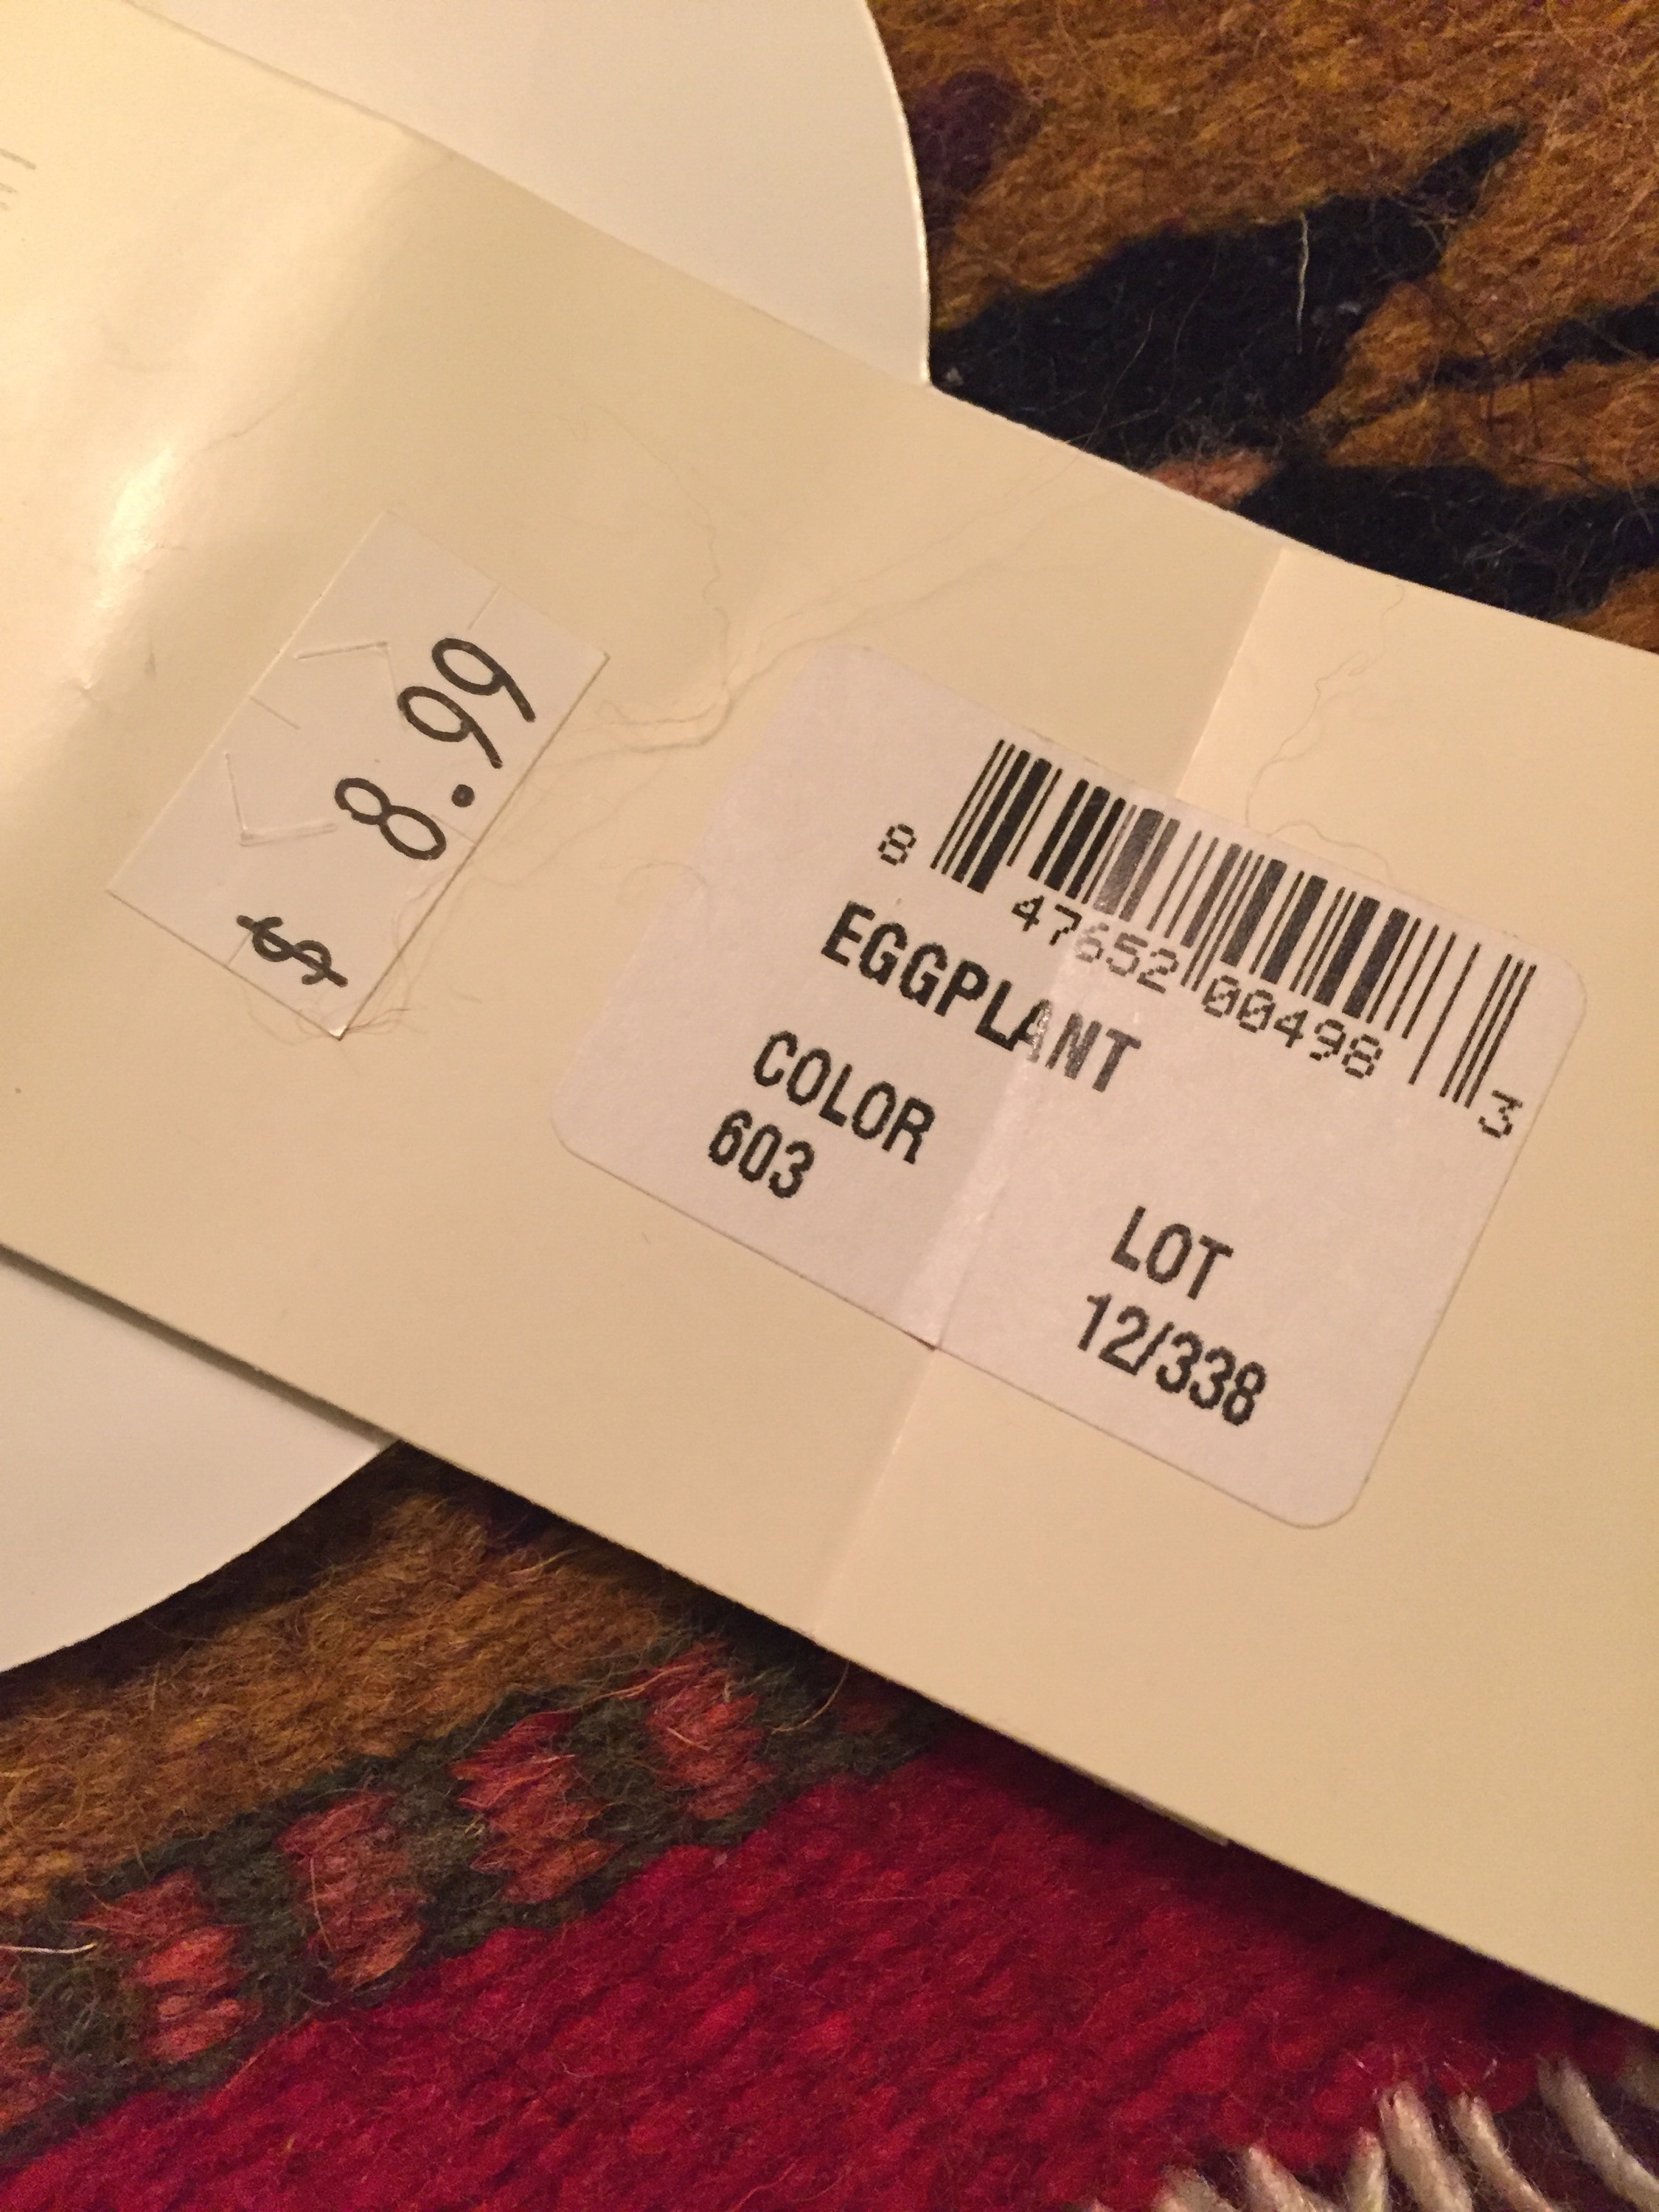 $ 8.99
8 47652 00498 3
EGGPLANT
COLOR
603
LOT
12/338